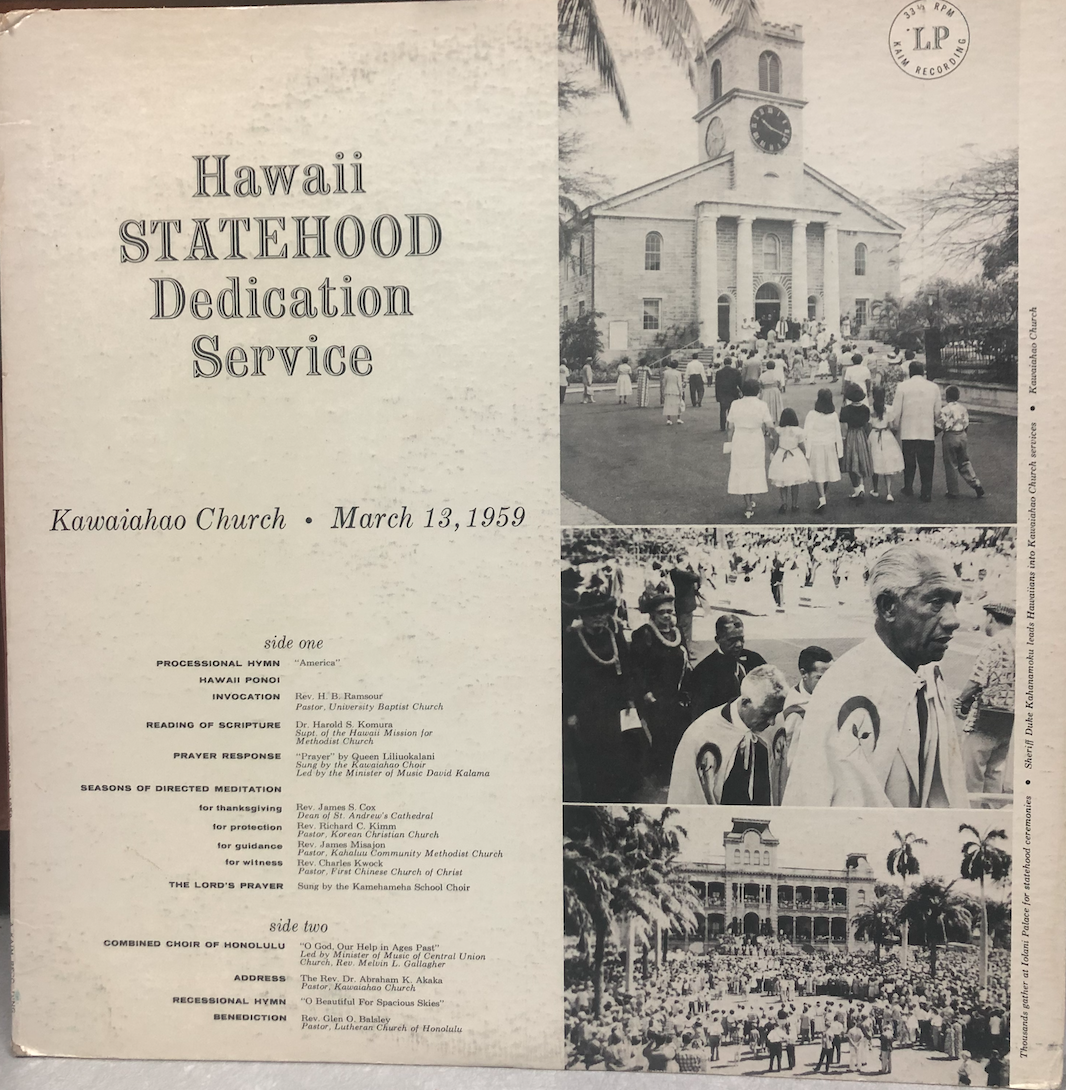 33⅓ RPM
LP
KAIM RECORDING
Hawaii
STATEHOOD
Dedication
Service
Kawaiahao Church • March 13, 1959
side one
PROCESSIONAL HYMN "America"
HAWAII PONOI
INVOCATION Rev. H. B. Ramsour
Pastor, University Baptist Church
READING OF SCRIPTURE Dr. Harold S. Komura
Supt. of the Hawaii Mission for
Methodist Church
PRAYER RESPONSE "Prayer" by Queen Liliuokalani
Sung by the Kawaiahao Choir
Led by the Minister of Music David Kalama
SEASONS OF DIRECTED MEDITATION
for thanksgiving Rev. James S. Cox
Dean of St. Andrew's Cathedral
for protection Rev. Richard C. Kimm
Pastor, Korean Christian Church
for guidance Rev. James Misajon
Pastor, Kahaluu Community Methodist Church
for witness Rev. Charles Kwock
Pastor, First Chinese Church of Christ
THE LORD'S PRAYER Sung by the Kamehameha School Choir
side two
COMBINED CHOIR OF HONOLULU "O God, Our Help in Ages Past"
Led by Minister of Music of Central Union
Church, Rev. Melvin L. Gallagher
ADDRESS The Rev. Dr. Abraham K. Akaka
Pastor, Kawaiahao Church
RECESSIONAL HYMN "O Beautiful For Spacious Skies"
BENEDICTION Rev. Glen O. Balsley
Pastor, Lutheran Church of Honolulu
Thousands gather at Iolani Palace for statehood ceremonies • Sheriff Duke Kahanamoku leads Hawaiians into Kawaiahao Church services • Kawaiahao Church